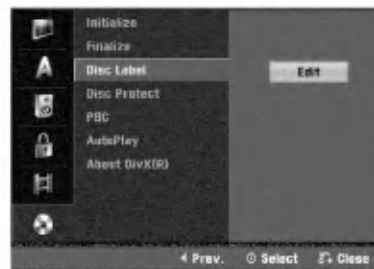 Initialize
Finalize
Disc Label
Edit
Disc Protect
PBC
AutoPlay
About DivX(R)
Prev. Select Close